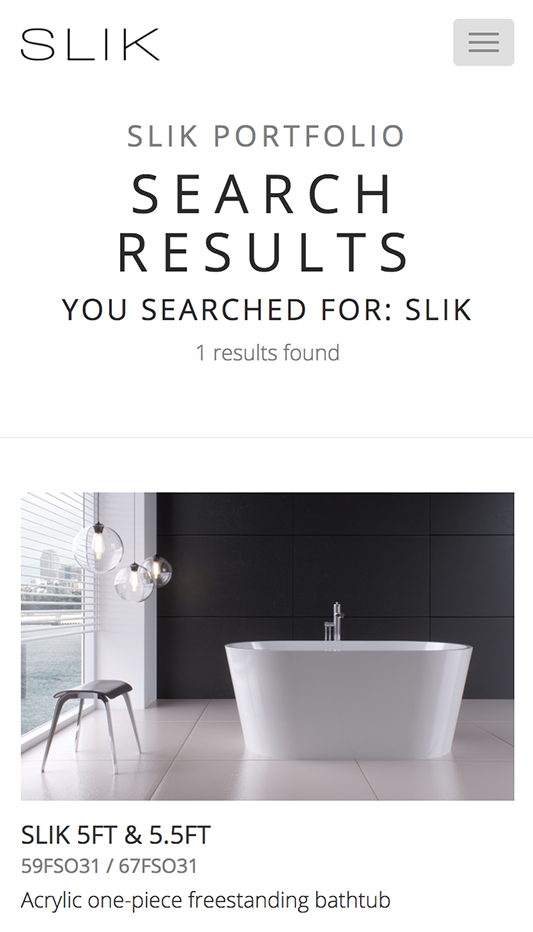 SLIK
SLIK PORTFOLIO
SEARCH
RESULTS
YOU SEARCHED FOR: SLIK
1 results found
SLIK 5FT & 5.5FT
59FSO31 / 67FSO31
Acrylic one-piece freestanding bathtub